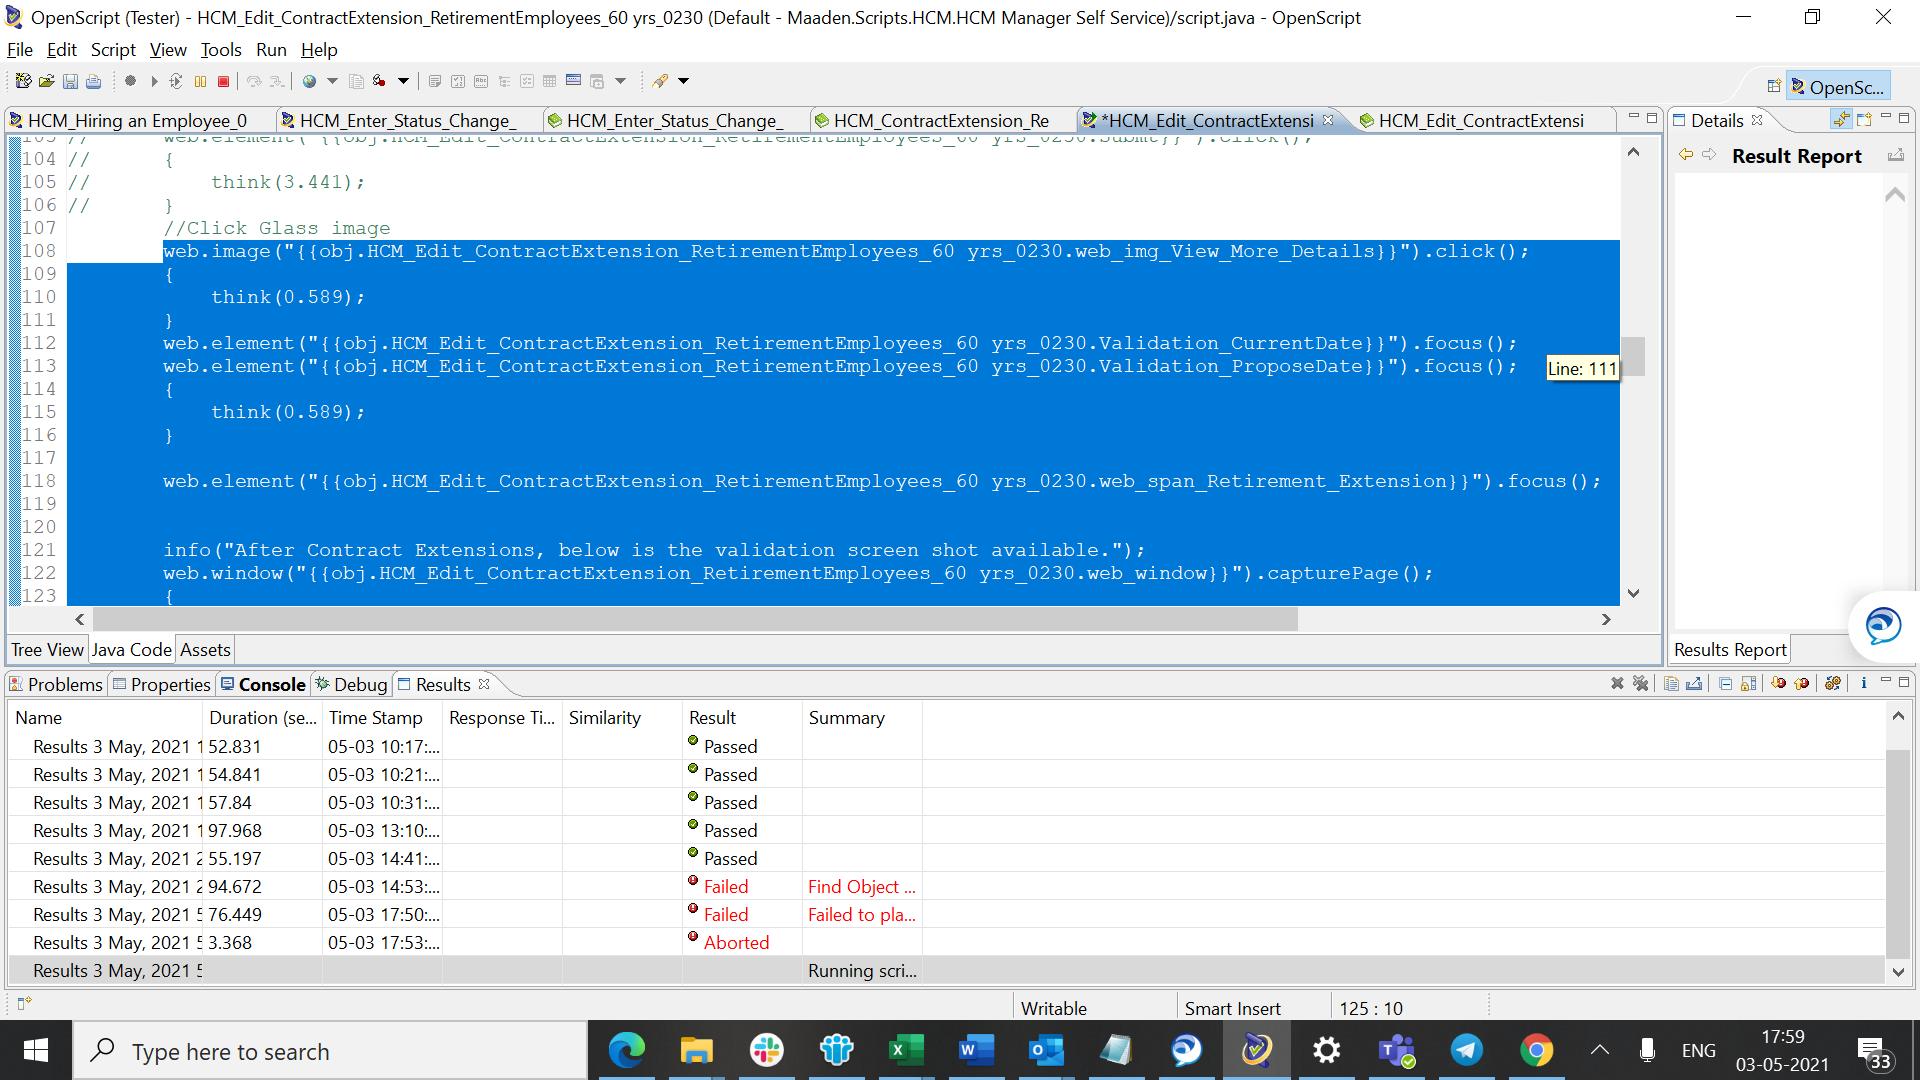 OpenScript (Tester) - HCM_Edit_ContractExtension_RetirementEmployees_60 yrs_0230 (Default - Maaden.Scripts.HCM.HCM Manager Self Service)/script.java - OpenScript
File Edit Script View Tools Run Help
OpenSc...
HCM_Hiring an Employee_0 HCM_Enter_Status_Change_ HCM_Enter_Status_Change_ HCM_ContractExtension_Re *HCM_Edit_ContractExtensi HCM_Edit_ContractExtensi
Details
Result Report
103 // web.element("{{obj.HCM_Edit_ContractExtension_RetirementEmployees_60 yrs_0230.Submt}}").click();
104 // {
105 // think(3.441);
106 // }
107 //Click Glass image
108 web.image("{{obj.HCM_Edit_ContractExtension_RetirementEmployees_60 yrs_0230.web_img_View_More_Details}}").click();
109 {
110 think(0.589);
111 }
112 web.element("{{obj.HCM_Edit_ContractExtension_RetirementEmployees_60 yrs_0230.Validation_CurrentDate}}").focus();
113 web.element("{{obj.HCM_Edit_ContractExtension_RetirementEmployees_60 yrs_0230.Validation_ProposeDate}}").focus();
Line: 111
114 {
115 think(0.589);
116 }
117
118 web.element("{{obj.HCM_Edit_ContractExtension_RetirementEmployees_60 yrs_0230.web_span_Retirement_Extension}}").focus();
119
120
121 info("After Contract Extensions, below is the validation screen shot available.");
122 web.window("{{obj.HCM_Edit_ContractExtension_RetirementEmployees_60 yrs_0230.web_window}}").capturePage();
123 {
Tree View Java Code Assets
Results Report
Problems Properties Console Debug Results
Name Duration (se... Time Stamp Response Ti... Similarity Result Summary
Results 3 May, 2021 1 52.831 05-03 10:17:... Passed
Results 3 May, 2021 1 54.841 05-03 10:21:... Passed
Results 3 May, 2021 1 57.84 05-03 10:31:... Passed
Results 3 May, 2021 1 97.968 05-03 13:10:... Passed
Results 3 May, 2021 2 55.197 05-03 14:41:... Passed
Results 3 May, 2021 2 94.672 05-03 14:53:... Failed Find Object ...
Results 3 May, 2021 5 76.449 05-03 17:50:... Failed Failed to pla...
Results 3 May, 2021 5 3.368 05-03 17:53:... Aborted
Results 3 May, 2021 5 Running scri...
Writable Smart Insert 125 : 10
Type here to search
ENG
17:59
03-05-2021
33